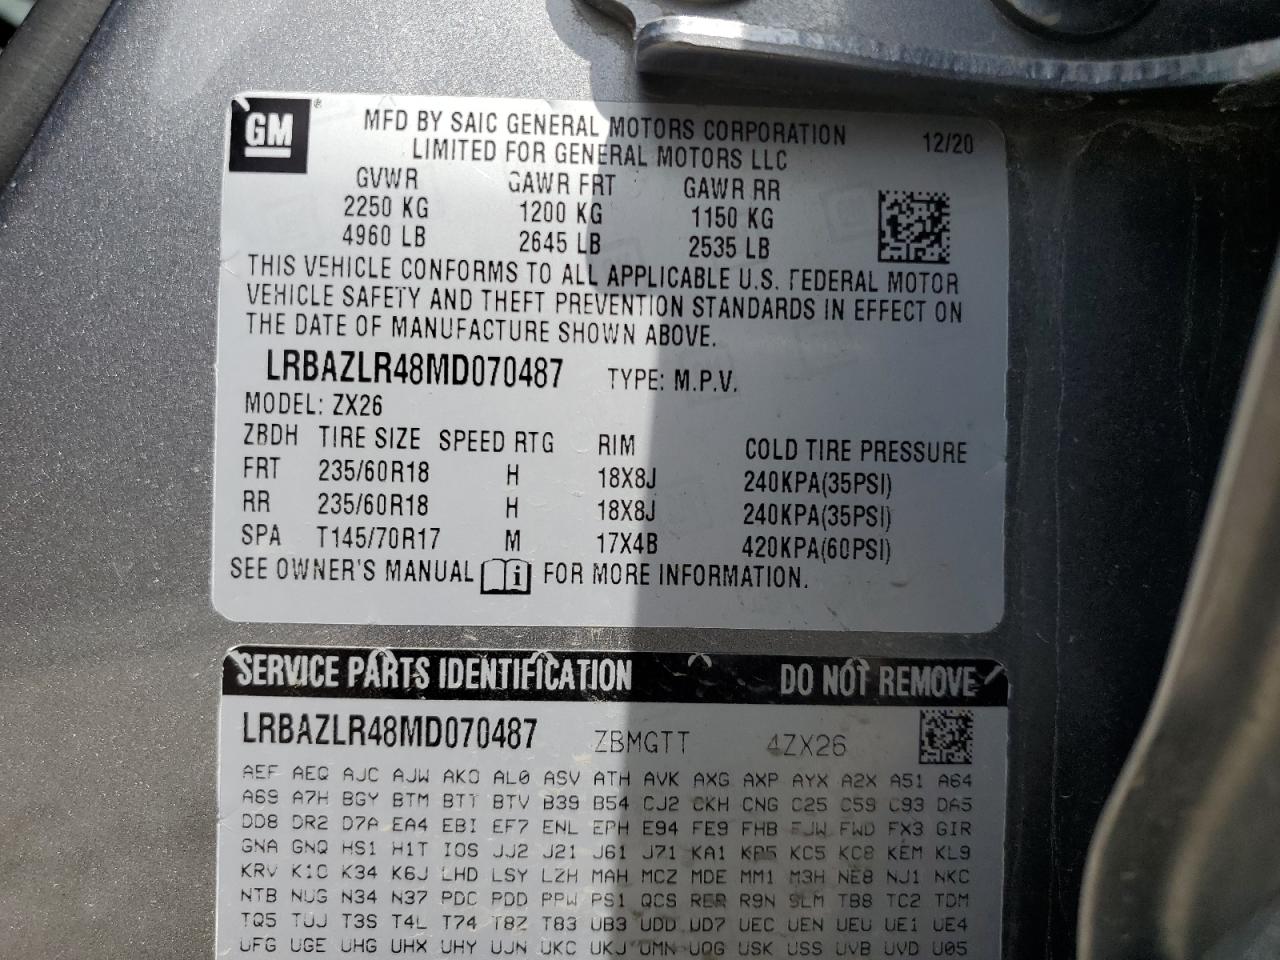 GM ®
MFD BY SAIC GENERAL MOTORS CORPORATION 12/20
LIMITED FOR GENERAL MOTORS LLC
GVWR GAWR FRT GAWR RR
2250 KG 1200 KG 1150 KG
4960 LB 2645 LB 2535 LB
THIS VEHICLE CONFORMS TO ALL APPLICABLE U.S. FEDERAL MOTOR
VEHICLE SAFETY AND THEFT PREVENTION STANDARDS IN EFFECT ON
THE DATE OF MANUFACTURE SHOWN ABOVE.
LRBAZLR48MD070487 TYPE: M.P.V.
MODEL: ZX26
ZBDH TIRE SIZE SPEED RTG RIM COLD TIRE PRESSURE
FRT 235/60R18 H 18X8J 240KPA(35PSI)
RR 235/60R18 H 18X8J 240KPA(35PSI)
SPA T145/70R17 M 17X4B 420KPA(60PSI)
SEE OWNER'S MANUAL i FOR MORE INFORMATION.
SERVICE PARTS IDENTIFICATION DO NOT REMOVE
LRBAZLR48MD070487 ZBMGTT 4ZX26
AEF AEQ AJC AJW AKO AL0 ASV ATH AVK AXG AXP AYX A2X A51 A64
A69 A7H BGY BTM BTT BTV B39 B54 CJ2 CKH CNG C25 C59 C93 DA5
DD8 DR2 D7A EA4 EBI EF7 ENL EPH E94 FE9 FHB FJW FWD FX3 GIR
GNA GNQ HS1 H1T IOS JJ2 J21 J61 J71 KA1 KP5 KC5 KC8 KEM KL9
KRV K1C K34 K6J LHD LSY LZH MAH MCZ MDE MM1 M3H NE8 NJ1 NKC
NTB NUG N34 N37 PDC PDD PPW PS1 QCS RER R9N SLM TB8 TC2 TDM
TQ5 TUJ T3S T4L T74 T8Z T83 UB3 UDD UD7 UEC UEN UEU UE1 UE4
UFG UGE UHG UHX UHY UJN UKC UKJ UMN UQG USK USS UVB UVD U05